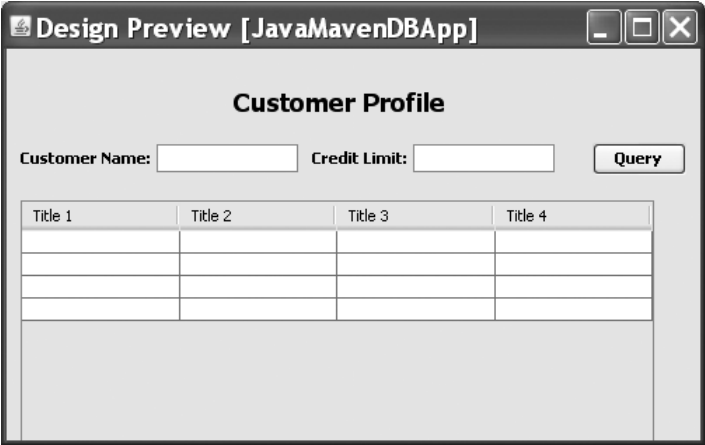 Design Preview [JavaMavenDBApp]
Customer Profile
Customer Name: Credit Limit: Query
Title 1 Title 2 Title 3 Title 4